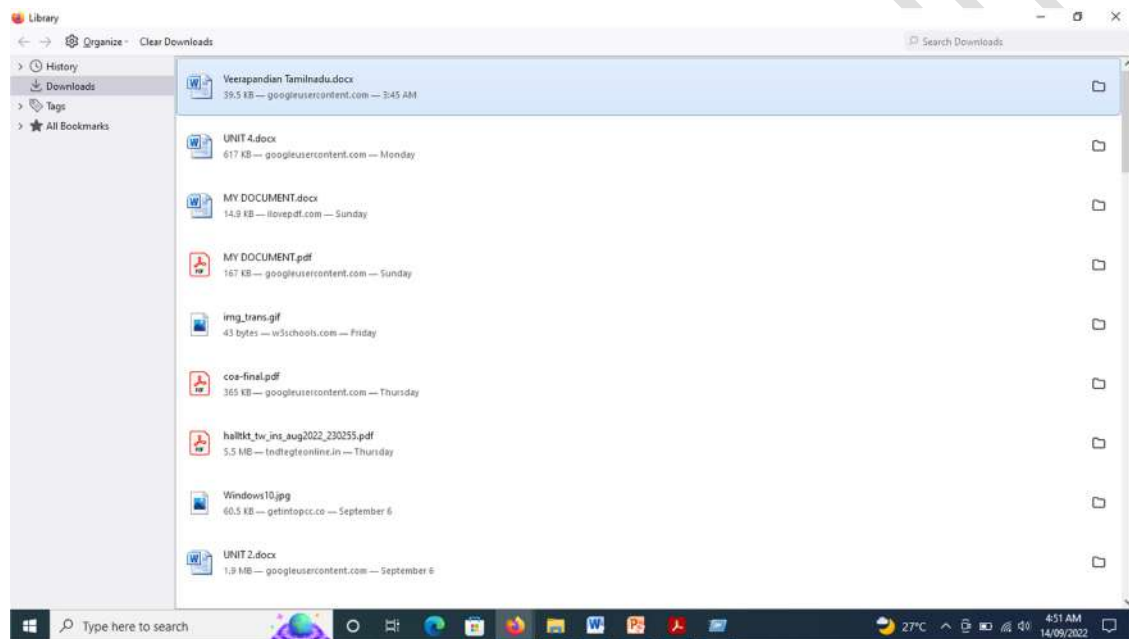 Library
Organize Clear Downloads
Search Downloads
History
Downloads
Tags
All Bookmarks
Veerapandian Tamilnadu.docx
39.5 KB — googleusercontent.com — 3:45 AM
UNIT 4.docx
617 KB — googleusercontent.com — Monday
MY DOCUMENT.docx
14.9 KB — ilovepdf.com — Sunday
MY DOCUMENT.pdf
167 KB — googleusercontent.com — Sunday
img_trans.gif
43 bytes — w3schools.com — Friday
coa-final.pdf
365 KB — googleusercontent.com — Thursday
halltkt_tw_ins_aug2022_230255.pdf
5.5 MB — tndtegteonline.in — Thursday
Windows10.jpg
60.5 KB — getintopcc.co — September 6
UNIT 2.docx
1.9 MB — googleusercontent.com — September 6
Type here to search
27°C
4:51 AM
14/09/2022